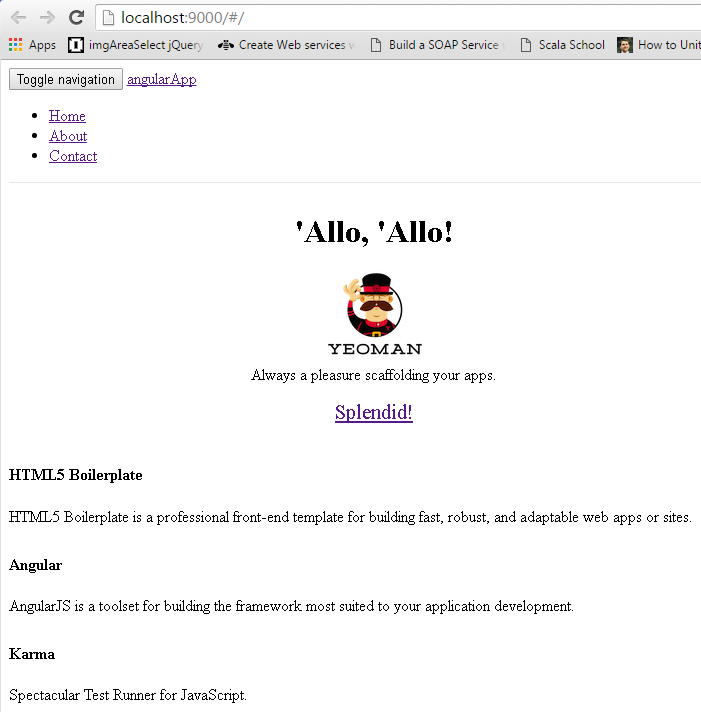 localhost:9000/#/
Apps imgAreaSelect jQuery Create Web services Build a SOAP Service Scala School How to Unit
Toggle navigation angularApp
Home
About
Contact
'Allo, 'Allo!
YEOMAN
Always a pleasure scaffolding your apps.
Splendid!
HTML5 Boilerplate
HTML5 Boilerplate is a professional front-end template for building fast, robust, and adaptable web apps or sites.
Angular
AngularJS is a toolset for building the framework most suited to your application development.
Karma
Spectacular Test Runner for JavaScript.